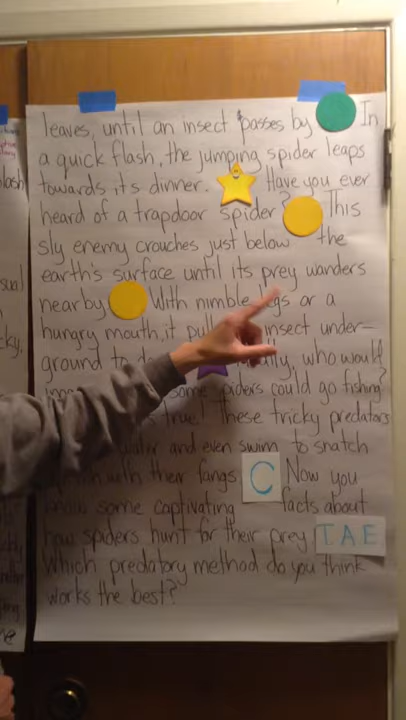 leaves, until an insect passes by In
a quick flash, the jumping spider leaps
towards its dinner. Have you ever
heard of a trapdoor spider? This
sly enemy crouches just below the
earth's surface until its prey wanders
nearby With nimble legs or a
hungry mouth, it insect under-
ground to who would
some piders could go fishing?
true! These tricky predators
water and even swim to snatch
with their fangs C Now you
know some captivating facts about
how spiders hunt for their prey TAE
Which predatory method do you think
works the best?